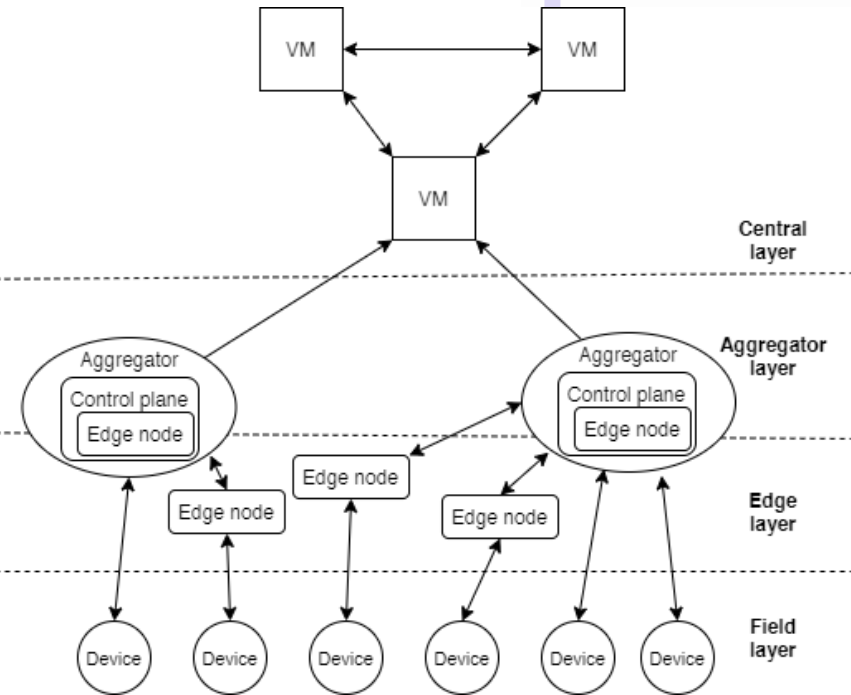 VM
VM
VM
Central
layer
Aggregator
Control plane
Edge node
Aggregator
Control plane
Edge node
Aggregator
layer
Edge node
Edge node
Edge node
Edge
layer
Device
Device
Device
Device
Device
Device
Field
layer